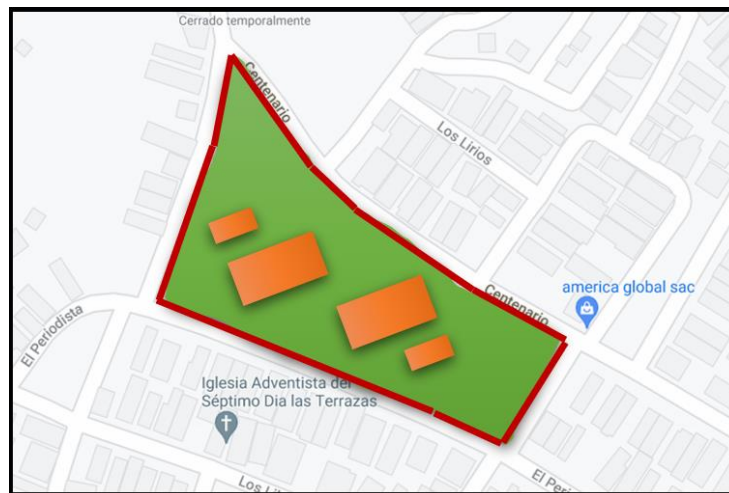 Cerrado temporalmente
Centenario
Los Lirios
america global sac
Centenario
El Periodista
Iglesia Adventista del
Séptimo Dia las Terrazas